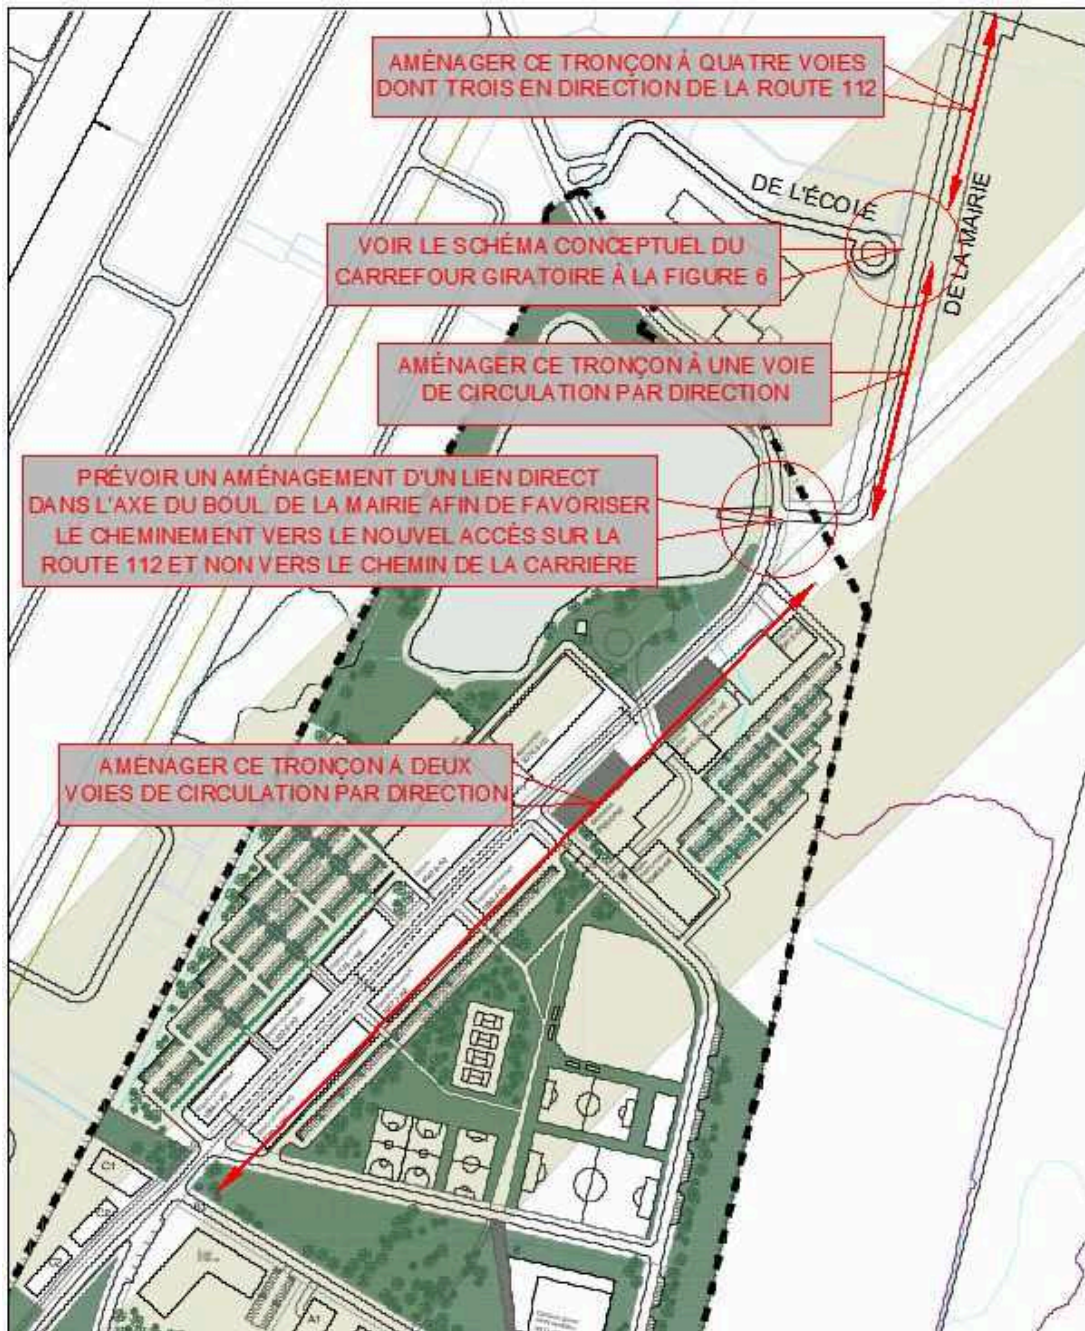 AMÉNAGER CE TRONÇON À QUATRE VOIES
DONT TROIS EN DIRECTION DE LA ROUTE 112
DE L'ÉCOLE
DE LA MAIRIE
VOIR LE SCHÉMA CONCEPTUEL DU
CARREFOUR GIRATOIRE À LA FIGURE 6
AMÉNAGER CE TRONÇON À UNE VOIE
DE CIRCULATION PAR DIRECTION
PRÉVOIR UN AMÉNAGEMENT D'UN LIEN DIRECT
DANS L'AXE DU BOUL. DE LA MAIRIE AFIN DE FAVORISER
LE CHEMINEMENT VERS LE NOUVEL ACCÈS SUR LA
ROUTE 112 ET NON VERS LE CHEMIN DE LA CARRIÈRE
AMÉNAGER CE TRONÇON À DEUX
VOIES DE CIRCULATION PAR DIRECTION
C1
A1